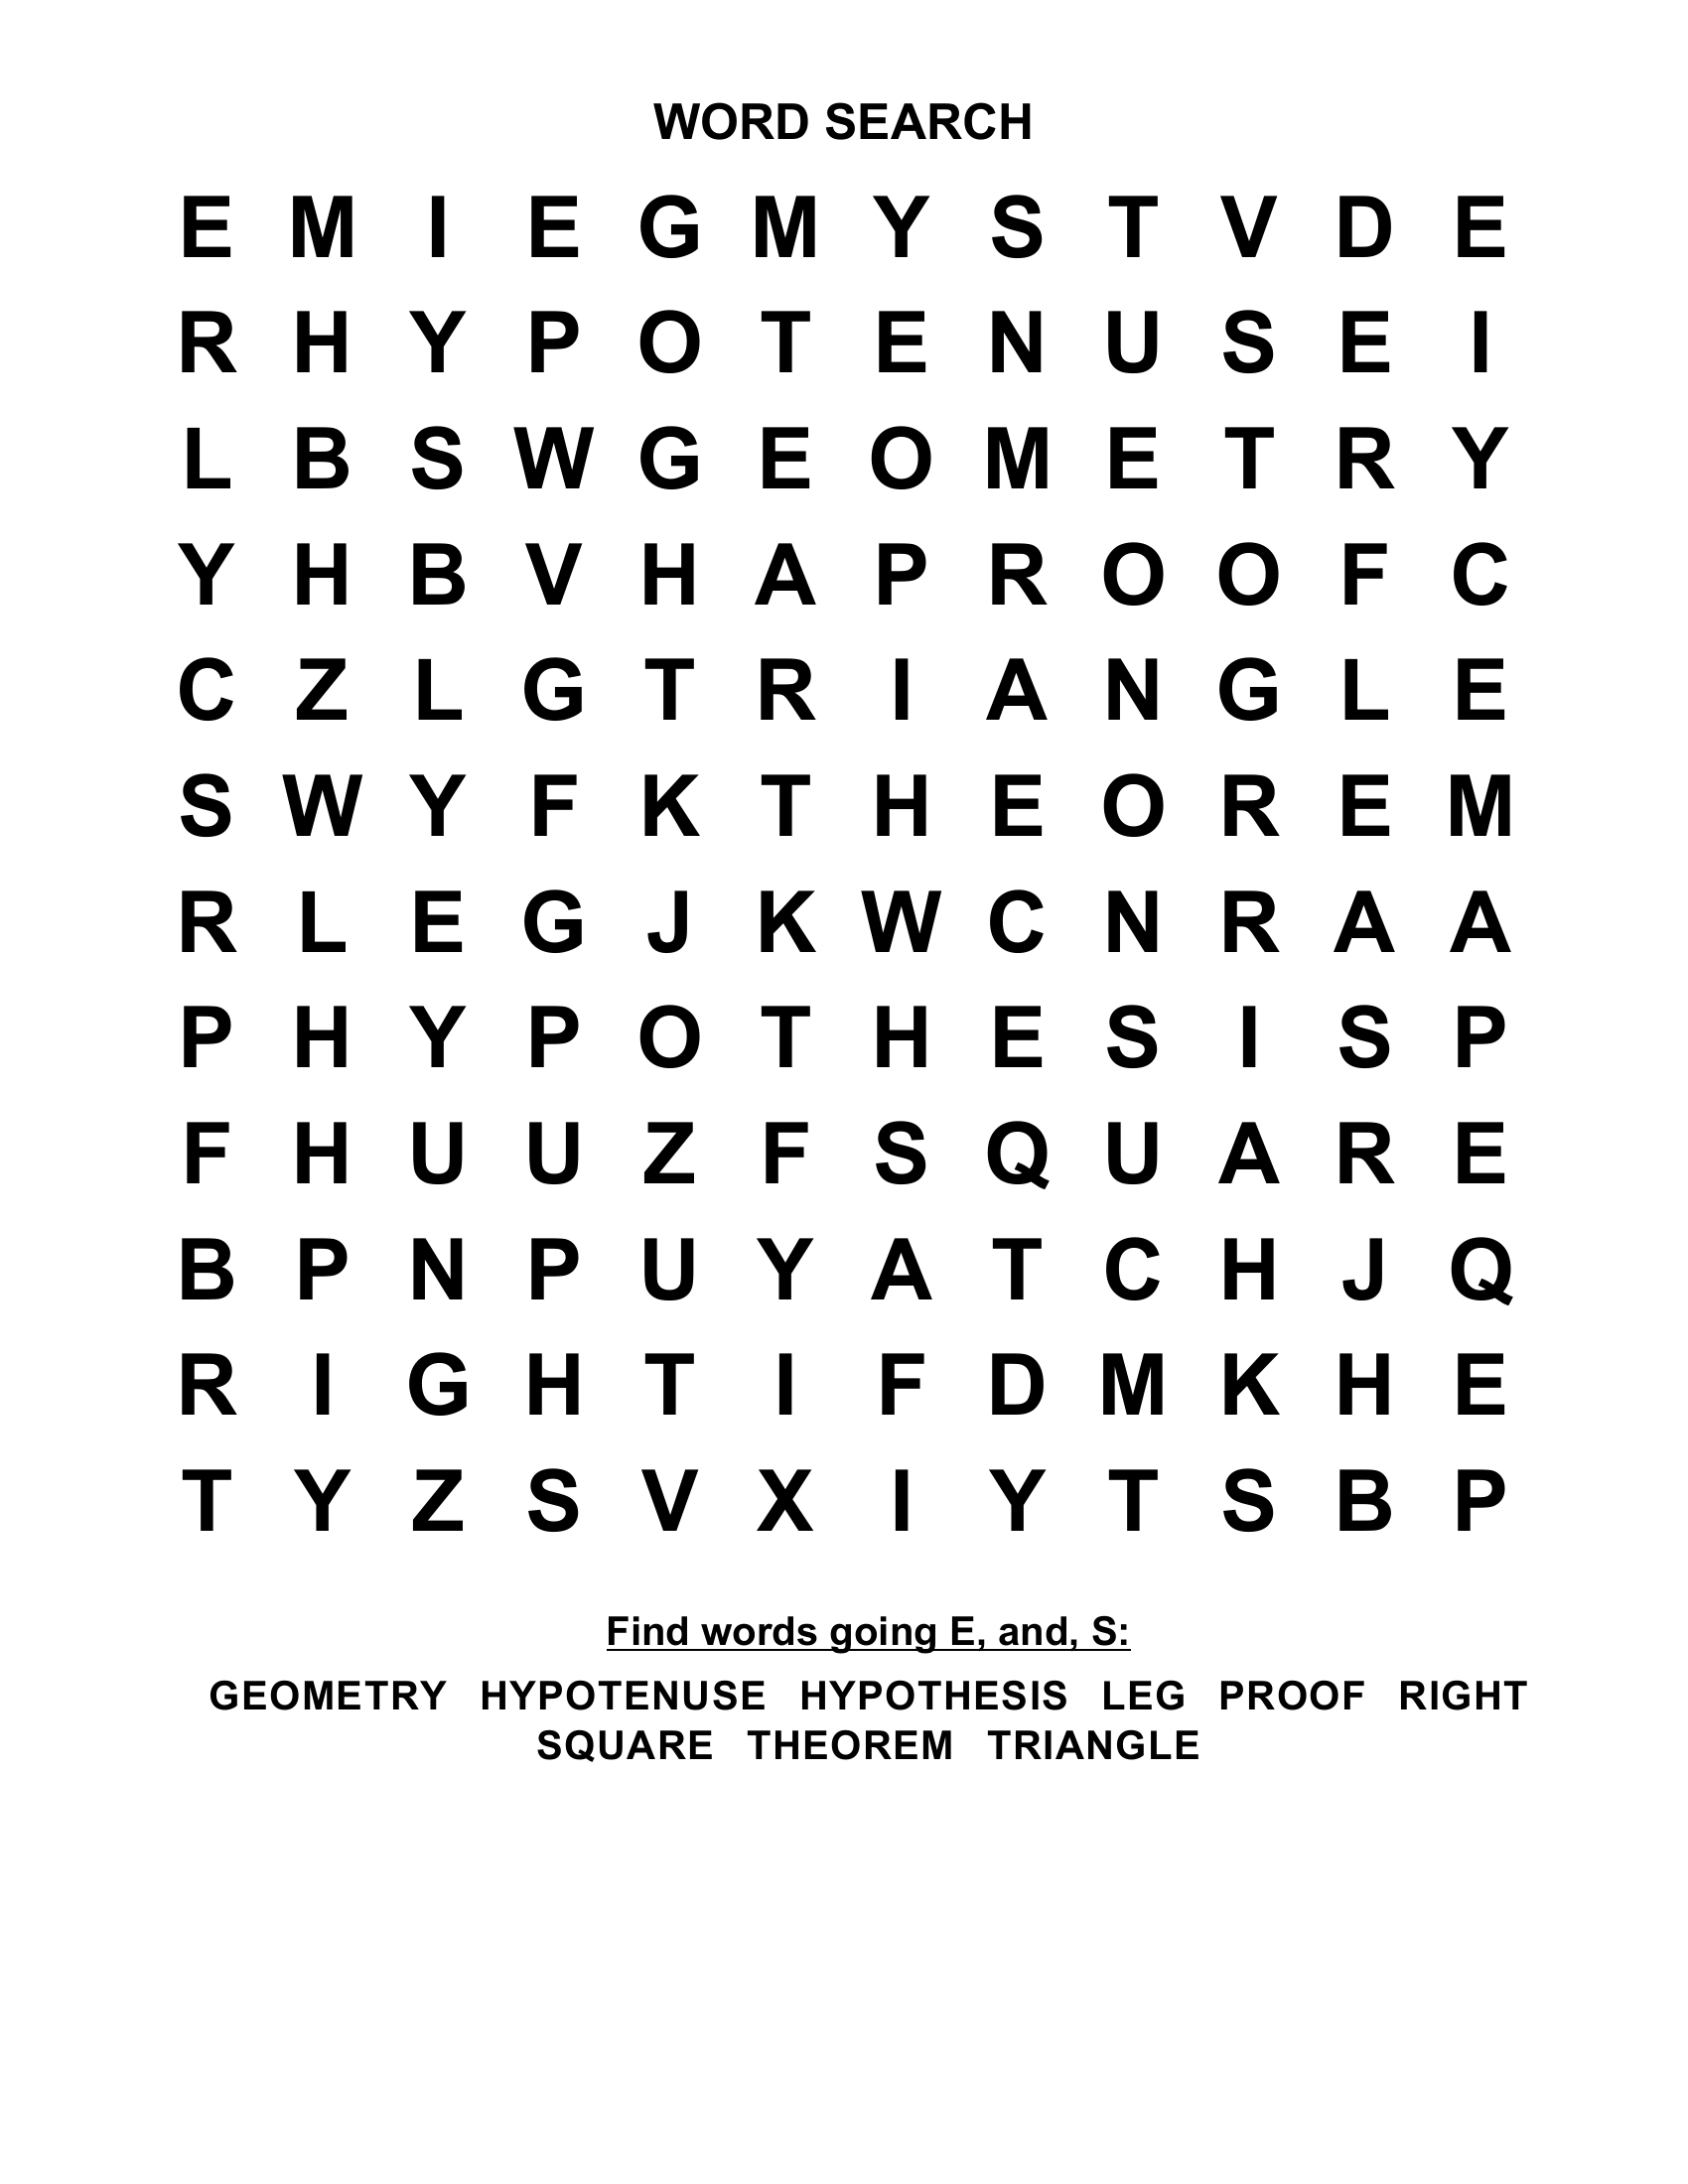 WORD SEARCH
E M I E G M Y S T V D E
R H Y P O T E N U S E I
L B S W G E O M E T R Y
Y H B V H A P R O O F C
C Z L G T R I A N G L E
S W Y F K T H E O R E M
R L E G J K W C N R A A
P H Y P O T H E S I S P
F H U U Z F S Q U A R E
B P N P U Y A T C H J Q
R I G H T I F D M K H E
T Y Z S V X I Y T S B P
Find words going E, and, S:
GEOMETRY HYPOTENUSE HYPOTHESIS LEG PROOF RIGHT
SQUARE THEOREM TRIANGLE